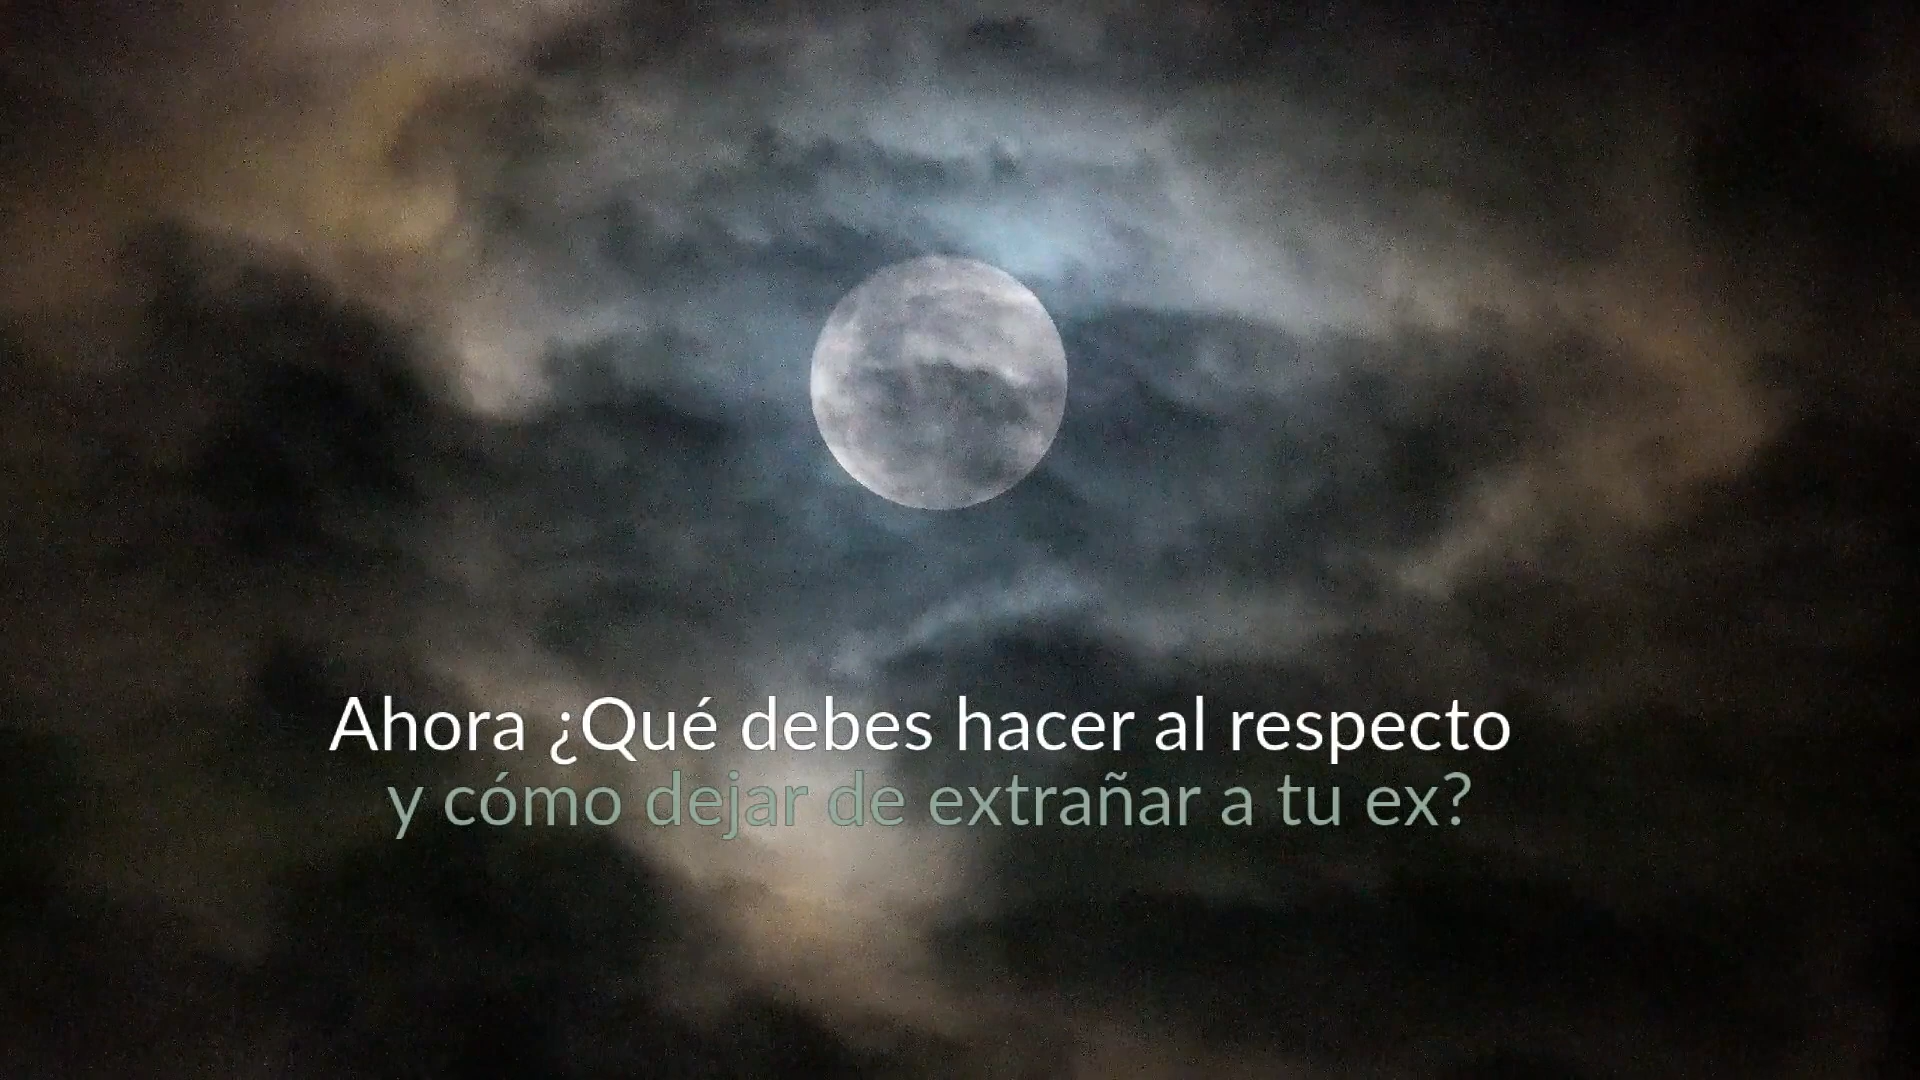 Ahora ¿Qué debes hacer al respecto
y cómo dejar de extrañar a tu ex?